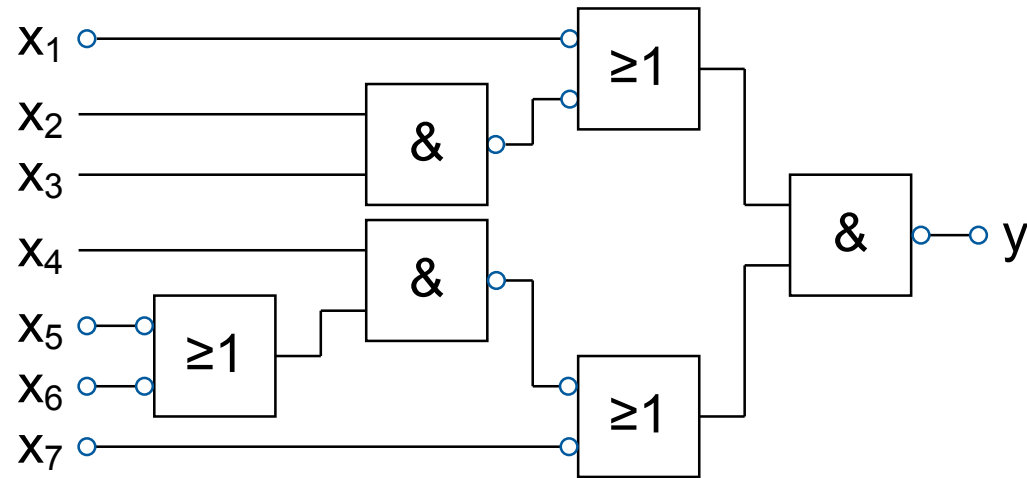 x₁
≥1
x₂
&
x₃
&
y
x₄
&
x₅
≥1
x₆
≥1
x₇